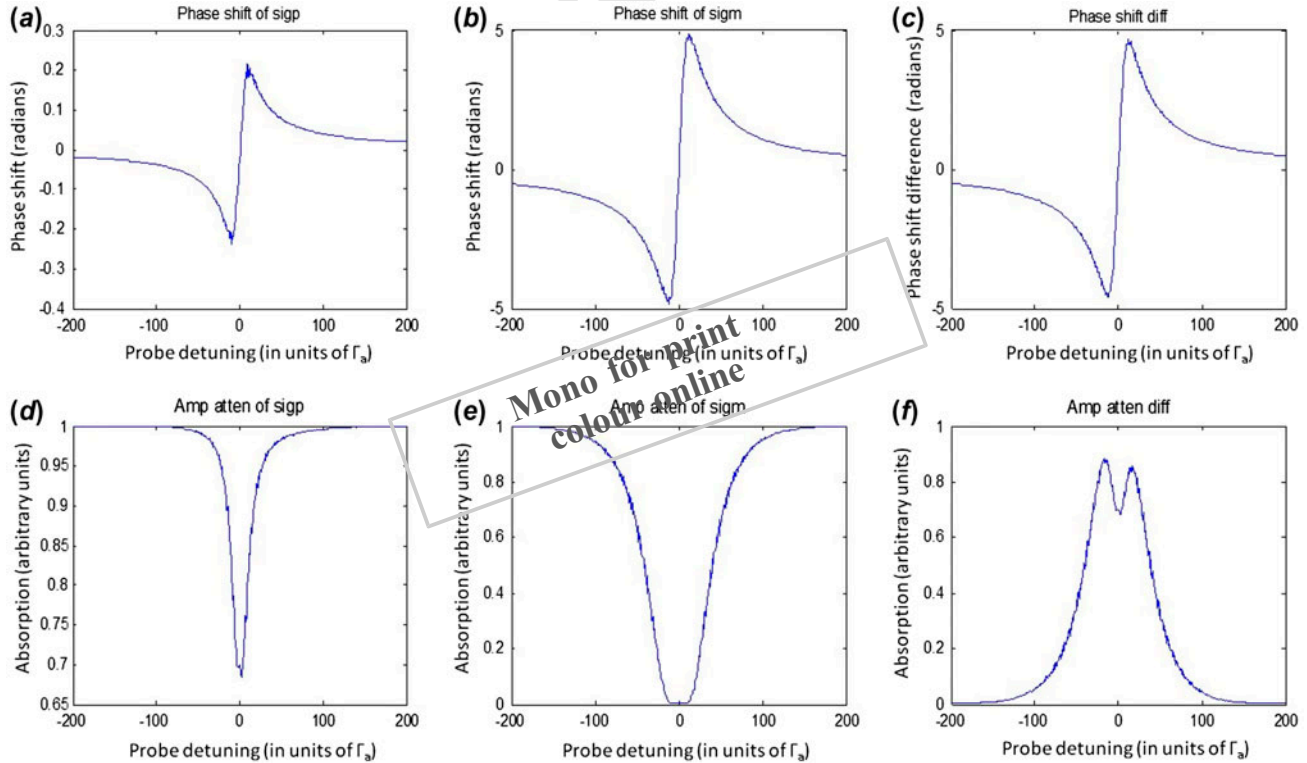 (a) Phase shift of sigp
0.4
0.3
0.2
0.1
0
-0.1
-0.2
-0.3
0.4
-200 -100 0 100 200
Phase shift (radians)
Probe detuning (in units of Γa)
(b) Phase shift of sigm
5
0
-5
-200 -100 0 100 200
Phase shift (radians)
Probe detuning (in units of Γa)
(c) Phase shift diff
5
0
-5
-200 -100 0 100 200
Phase shift difference (radians)
Probe detuning (in units of Γa)
Mono for print
colour online
(d) Amp atten of sigp
1
0.95
0.9
0.85
0.8
0.75
0.7
0.65
-200 -100 0 100 200
Absorption (arbitrary units)
Probe detuning (in units of Γa)
(e) Amp atten of sigm
1
0.8
0.6
0.4
0.2
0
-200 -100 0 100 200
Absorption (arbitrary units)
Probe detuning (in units of Γa)
(f) Amp atten diff
1
0.8
0.6
0.4
0.2
0
-200 -100 0 100 200
Absorption (arbitrary units)
Probe detuning (in units of Γa)